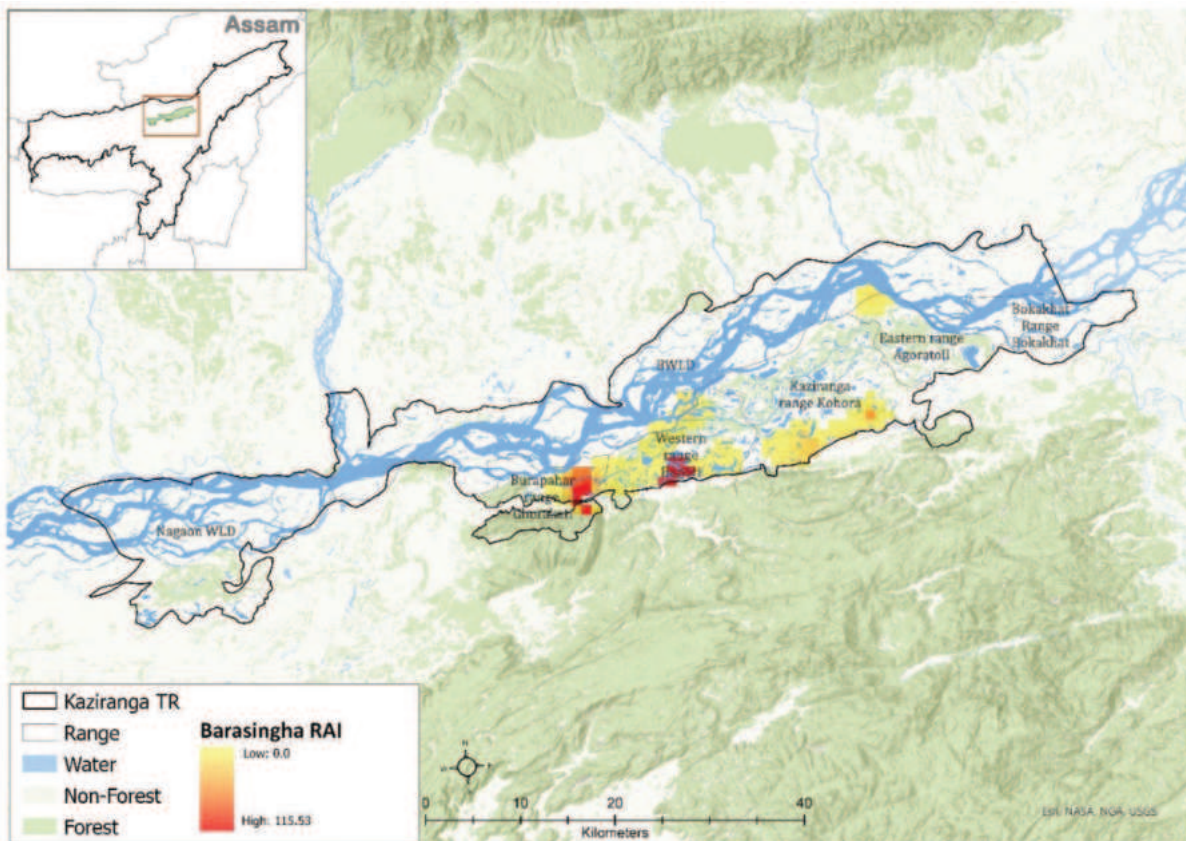 Assam
Bokakhat
Range
Bokakhat
Eastern range
Agoratoli
BWLD
Kaziranga
range Kohora
Western
range
Burapahar
range
Ghorakati
Nagaon WLD
Kaziranga TR
Range
Water
Non-Forest
Forest
Barasingha RAI
Low: 0.0
High: 115.53
N
0
10
20
40
Kilometers
Esri, NASA, NGA, USGS